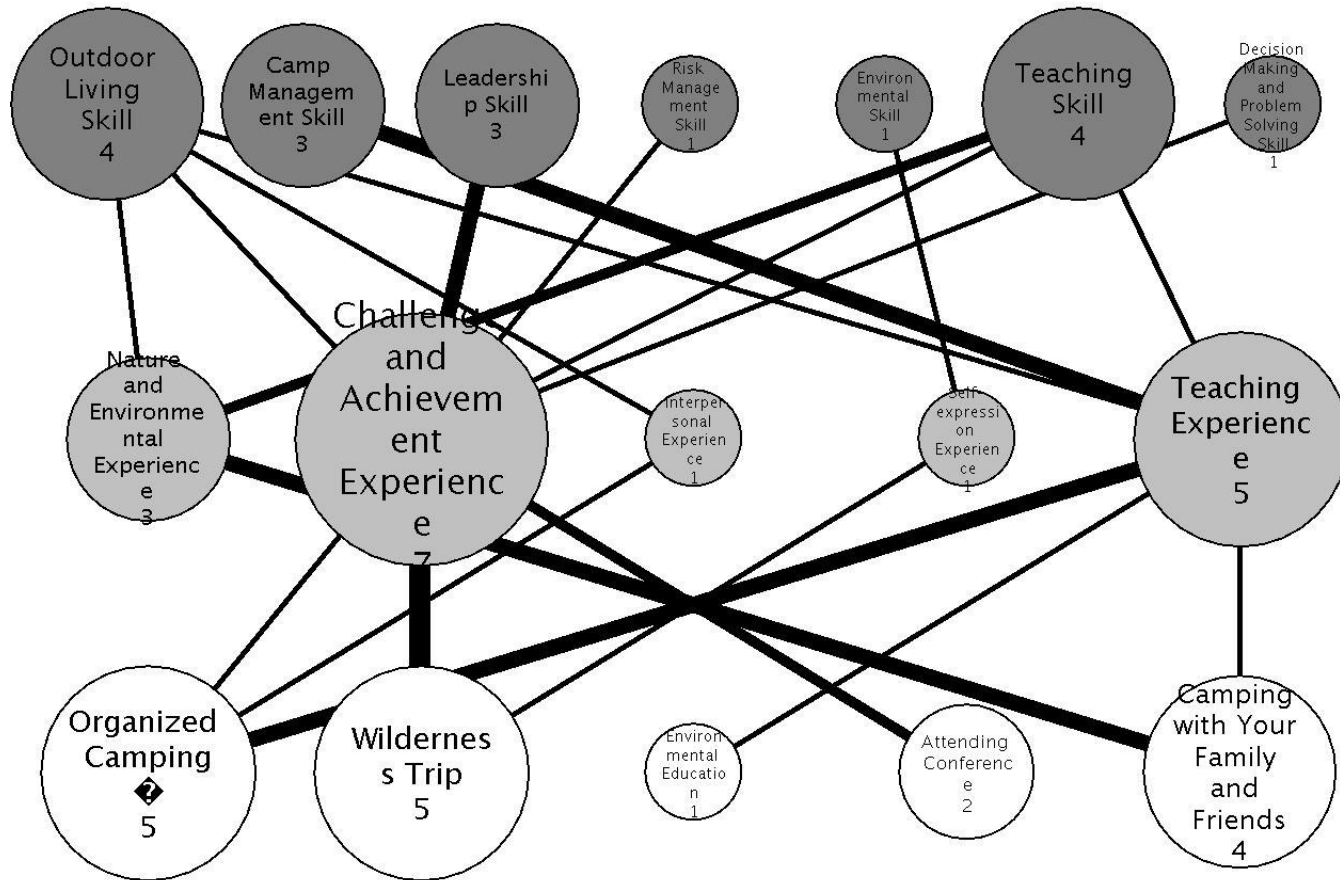 Outdoor
Living
Skill
4
Camp
Managem
ent Skill
3
Leadershi
p Skill
3
Risk
Manage
ment
Skill
1
Environ
mental
Skill
1
Teaching
Skill
4
Decision
Making
and
Problem
Solving
Skill
1
Nature
and
Environme
ntal
Experienc
e
3
Challeng
and
Achievem
ent
Experienc
e
7
Interper
sonal
Experien
ce
1
Self-
expressi
on
Experien
ce
1
Teaching
Experienc
e
5
Organized
Camping
�
5
Wildernes
s Trip
5
Environ
mental
Educatio
n
1
Attending
Conferenc
e
2
Camping
with Your
Family
and
Friends
4